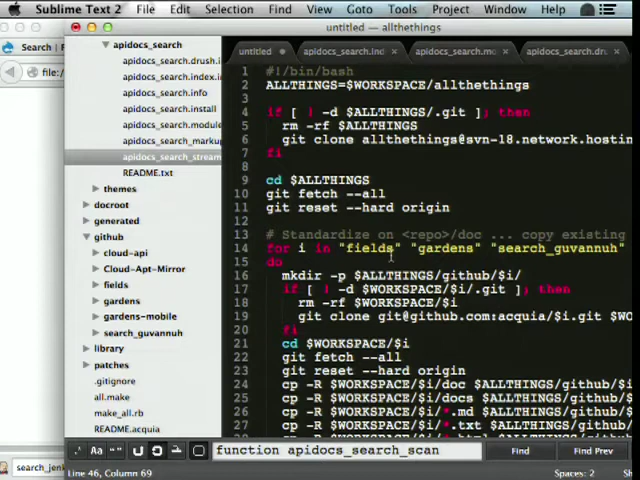 Sublime Text 2 File Edit Selection Find View Goto Tools Project Window Help
untitled — allthethings
Search |
file:/
apidocs_search
apidocs_search.drush.i
apidocs_search.index.in
apidocs_search.info
apidocs_search.install
apidocs_search.module
apidocs_search_marku
apidocs_search_stream
README.txt
themes
docroot
generated
github
cloud-api
Cloud-Apt-Mirror
fields
gardens
gardens-mobile
search_guvannuh
library
patches
.gitignore
all.make
make_all.rb
README.acquia
untitled apidocs_search.ind apidocs_search.mo apidocs_search.dru
1 #!/bin/bash
2 ALLTHINGS=$WORKSPACE/allthethings
3
4 if [ ! -d $ALLTHINGS/.git ]; then
5 rm -rf $ALLTHINGS
6 git clone allthethings@svn-18.network.hostin
7 fi
8
9 cd $ALLTHINGS
10 git fetch --all
11 git reset --hard origin
12
13 # Standardize on <repo>/doc ... copy existing
14 for i in "fields" "gardens" "search_guvannuh"
15 do
16 mkdir -p $ALLTHINGS/github/$i/
17 if [ ! -d $WORKSPACE/$i/.git ]; then
18 rm -rf $WORKSPACE/$i
19 git clone git@github.com:acquia/$i.git $W
20 fi
21 cd $WORKSPACE/$i
22 git fetch --all
23 git reset --hard origin
24 cp -R $WORKSPACE/$i/doc $ALLTHINGS/github/$i
25 cp -R $WORKSPACE/$i/docs $ALLTHINGS/github/$
26 cp -R $WORKSPACE/$i/*.md $ALLTHINGS/github/$
27 cp -R $WORKSPACE/$i/*.txt $ALLTHINGS/github/
.* Aa “” function apidocs_search_scan Find Find Prev
search_jenk
Line 46, Column 69 Spaces: 2